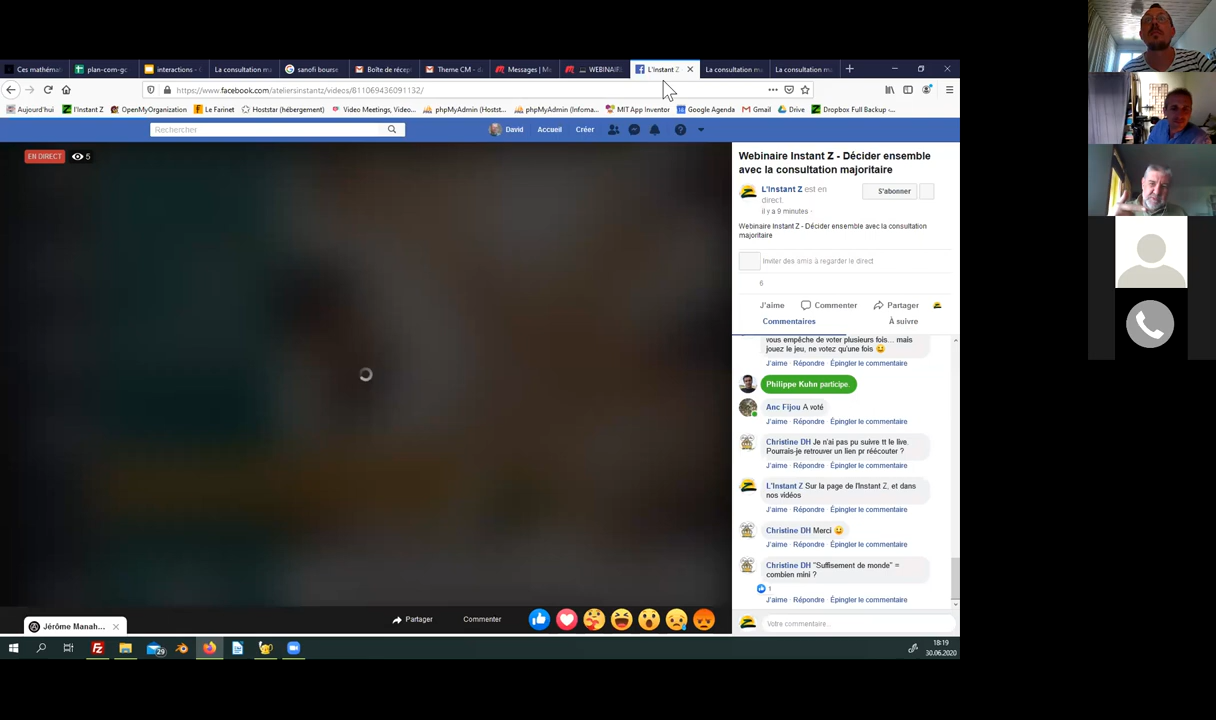 Ces mathéma
plan-com-gc
interactions - G
La consultation ma
sanofi bourse
Boîte de récep
Theme CM - d
Messages | M
WEBINAIR
L'Instant Z
La consultation ma
La consultation ma
https://www.facebook.com/ateliersinstantz/videos/811069436091132/
Aujourd'hui
l'Instant Z
OpenMyOrganization
Le Farinet
Hoststar (hébergement)
Video Meetings, Video...
phpMyAdmin (Hostst...
phpMyAdmin (Infoma...
MIT App Inventor
Google Agenda
Gmail
Drive
Dropbox Full Backup -...
Rechercher
David
Accueil
Créer
EN DIRECT
5
Webinaire Instant Z - Décider ensemble
avec la consultation majoritaire
L'Instant Z est en
direct.
il y a 9 minutes ·
S'abonner
Webinaire Instant Z - Décider ensemble avec la consultation
majoritaire
Inviter des amis à regarder le direct
6
J'aime
Commenter
Partager
Commentaires
À suivre
vous empêche de voter plusieurs fois... mais
jouez le jeu, ne votez qu'une fois
J'aime · Répondre · Épingler le commentaire
Philippe Kuhn participe.
Anc Fijou A voté
J'aime · Répondre · Épingler le commentaire
Christine DH Je n'ai pas pu suivre tt le live.
Pourrais-je retrouver un lien pr réécouter ?
J'aime · Répondre · Épingler le commentaire
L'Instant Z Sur la page de l'Instant Z, et dans
nos vidéos
J'aime · Répondre · Épingler le commentaire
Christine DH Merci
J'aime · Répondre · Épingler le commentaire
Christine DH "Suffisement de monde" =
combien mini ?
1
J'aime · Répondre · Épingler le commentaire
Partager
Commenter
Votre commentaire...
Jérôme Manah...
29
18:19
30.06.2020